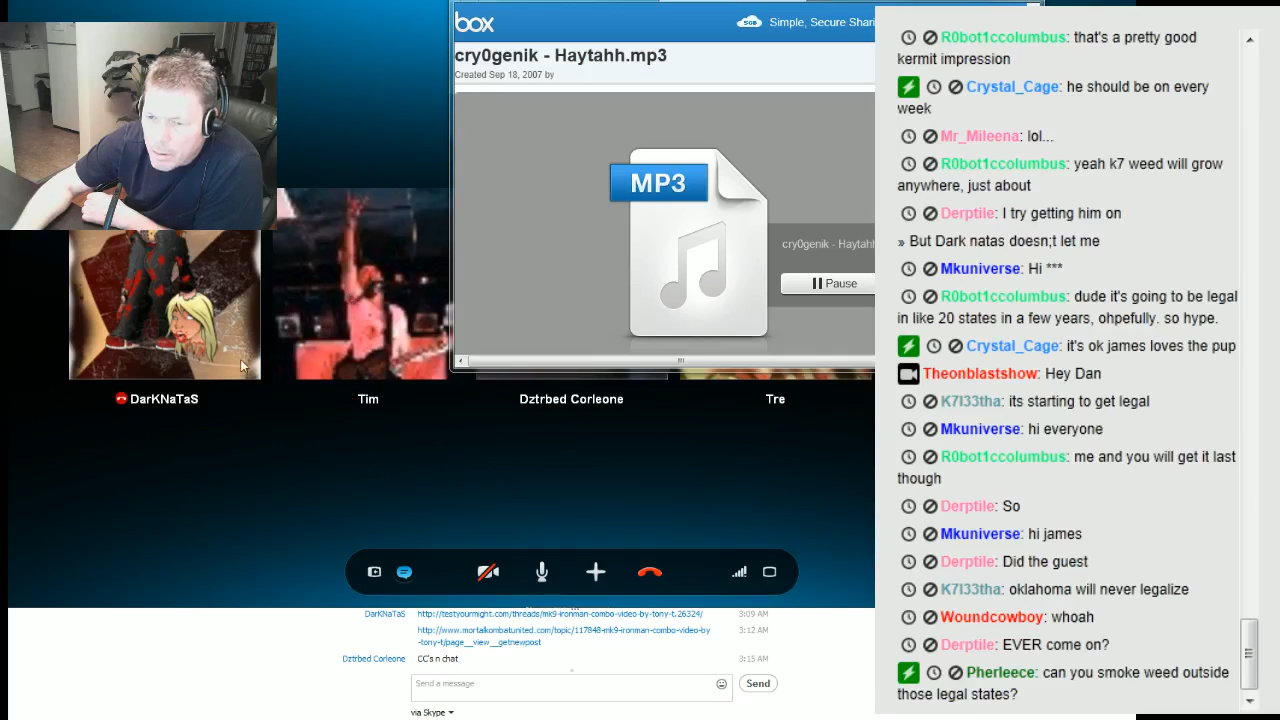 box
5GB
Simple, Secure Shari
cry0genik - Haytahh.mp3
Created Sep 18, 2007 by
MP3
cry0genik - Haytahh
Pause
DarKNaTaS
Tim
Dztrbed Corleone
Tre
DarKNaTaS http://testyourmight.com/threads/mk9-ironman-combo-video-by-tony-t.26324/ 3:09 AM
http://www.mortalkombatunited.com/topic/117848-mk9-ironman-combo-video-by 3:12 AM
-tony-t/page__view__getnewpost
Dztrbed Corleone CC's n chat 3:15 AM
Send a message
Send
via Skype
R0bot1ccolumbus: that's a pretty good
kermit impression
Crystal_Cage: he should be on every
week
Mr_Mileena: lol...
R0bot1ccolumbus: yeah k7 weed will grow
anywhere, just about
Derptile: I try getting him on
» But Dark natas doesn;t let me
Mkuniverse: Hi ***
R0bot1ccolumbus: dude it's going to be legal
in like 20 states in a few years, ohpefully. so hype.
Crystal_Cage: it's ok james loves the pup
Theonblastshow: Hey Dan
K7l33tha: its starting to get legal
Mkuniverse: hi everyone
R0bot1ccolumbus: me and you will get it last
though
Derptile: So
Mkuniverse: hi james
Derptile: Did the guest
K7l33tha: oklahoma will never legalize
Woundcowboy: whoah
Derptile: EVER come on?
Pherleece: can you smoke weed outside
those legal states?